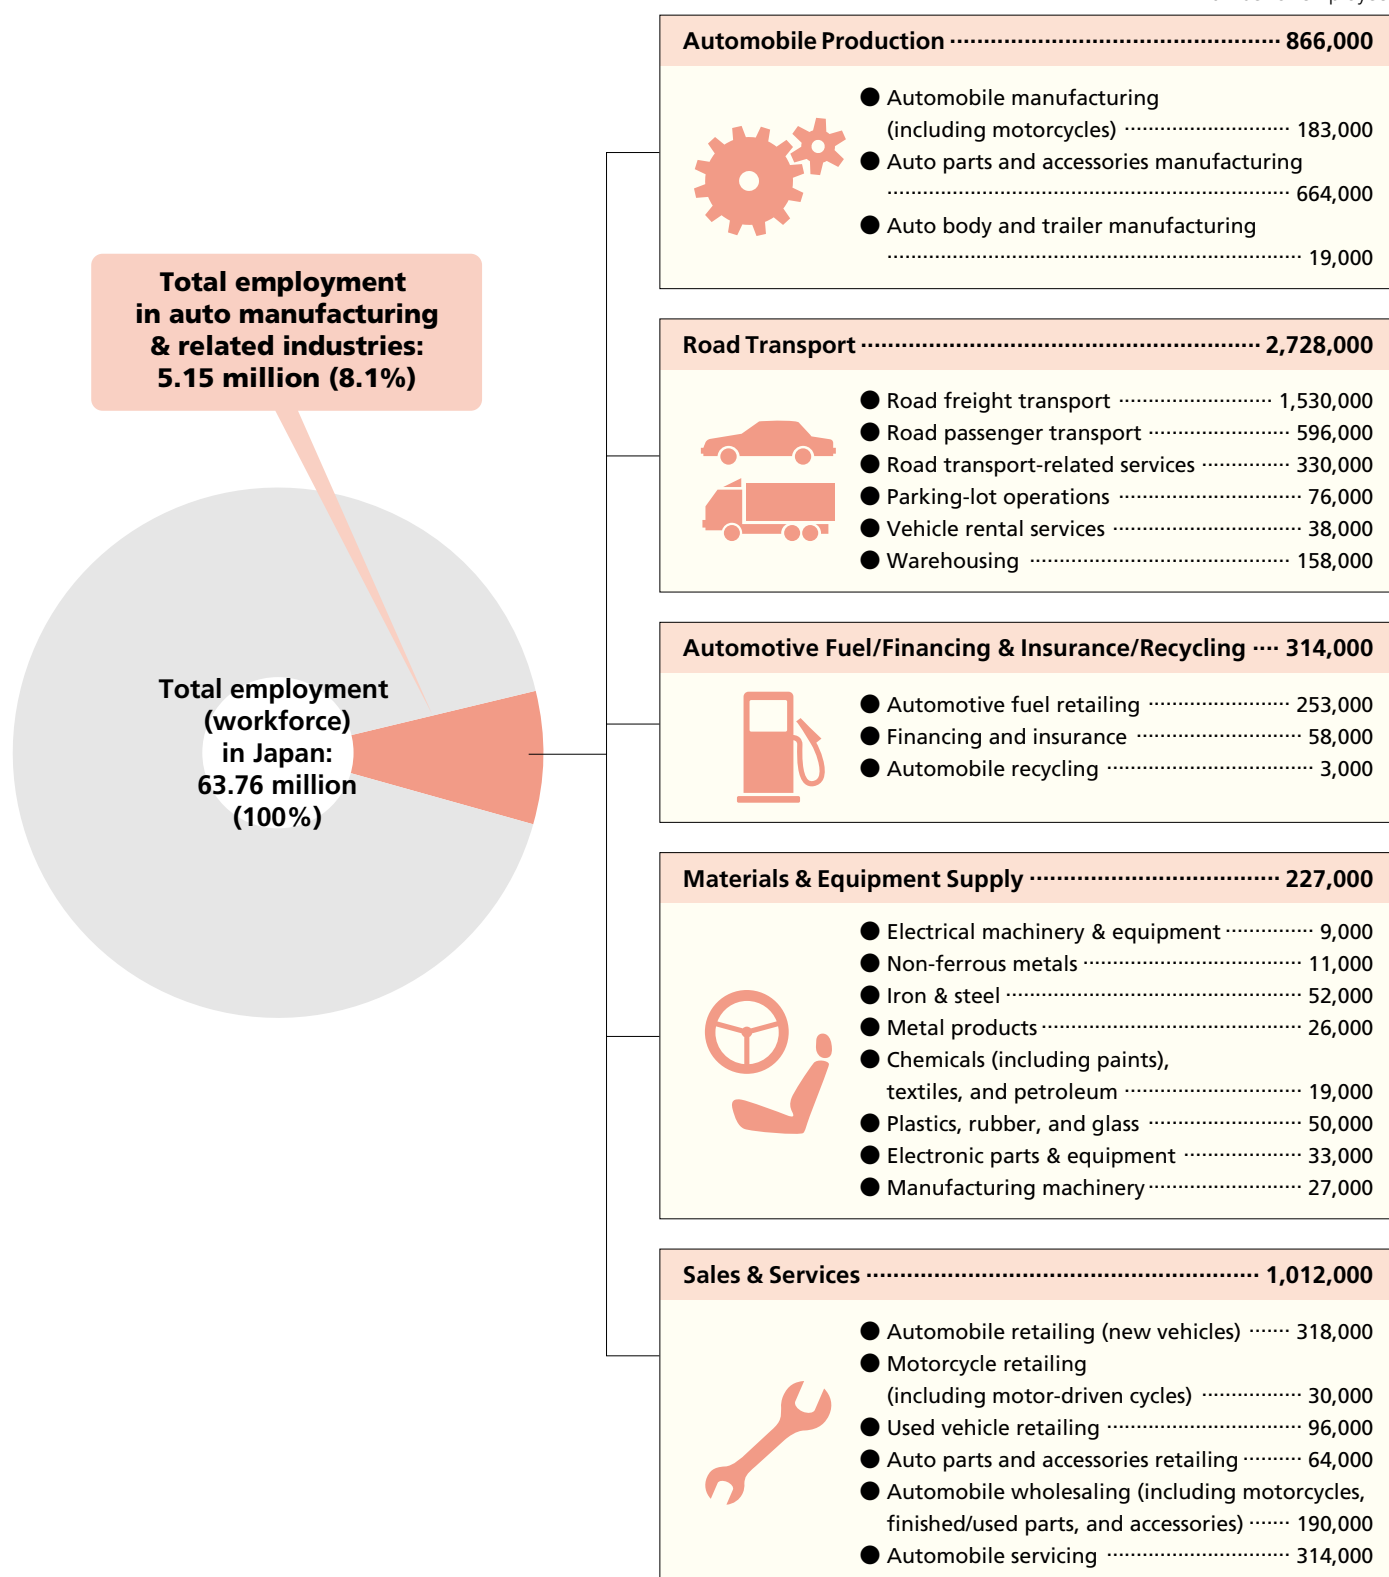 Total employment
in auto manufacturing
& related industries:
5.15 million (8.1%)
Total employment
(workforce)
in Japan:
63.76 million
(100%)
Automobile Production 866,000
● Automobile manufacturing
(including motorcycles) 183,000
● Auto parts and accessories manufacturing
664,000
● Auto body and trailer manufacturing
19,000
Road Transport 2,728,000
● Road freight transport 1,530,000
● Road passenger transport 596,000
● Road transport-related services 330,000
● Parking-lot operations 76,000
● Vehicle rental services 38,000
● Warehousing 158,000
Automotive Fuel/Financing & Insurance/Recycling 314,000
● Automotive fuel retailing 253,000
● Financing and insurance 58,000
● Automobile recycling 3,000
Materials & Equipment Supply 227,000
● Electrical machinery & equipment 9,000
● Non-ferrous metals 11,000
● Iron & steel 52,000
● Metal products 26,000
● Chemicals (including paints),
textiles, and petroleum 19,000
● Plastics, rubber, and glass 50,000
● Electronic parts & equipment 33,000
● Manufacturing machinery 27,000
Sales & Services 1,012,000
● Automobile retailing (new vehicles) 318,000
● Motorcycle retailing
(including motor-driven cycles) 30,000
● Used vehicle retailing 96,000
● Auto parts and accessories retailing 64,000
● Automobile wholesaling (including motorcycles,
finished/used parts, and accessories) 190,000
● Automobile servicing 314,000